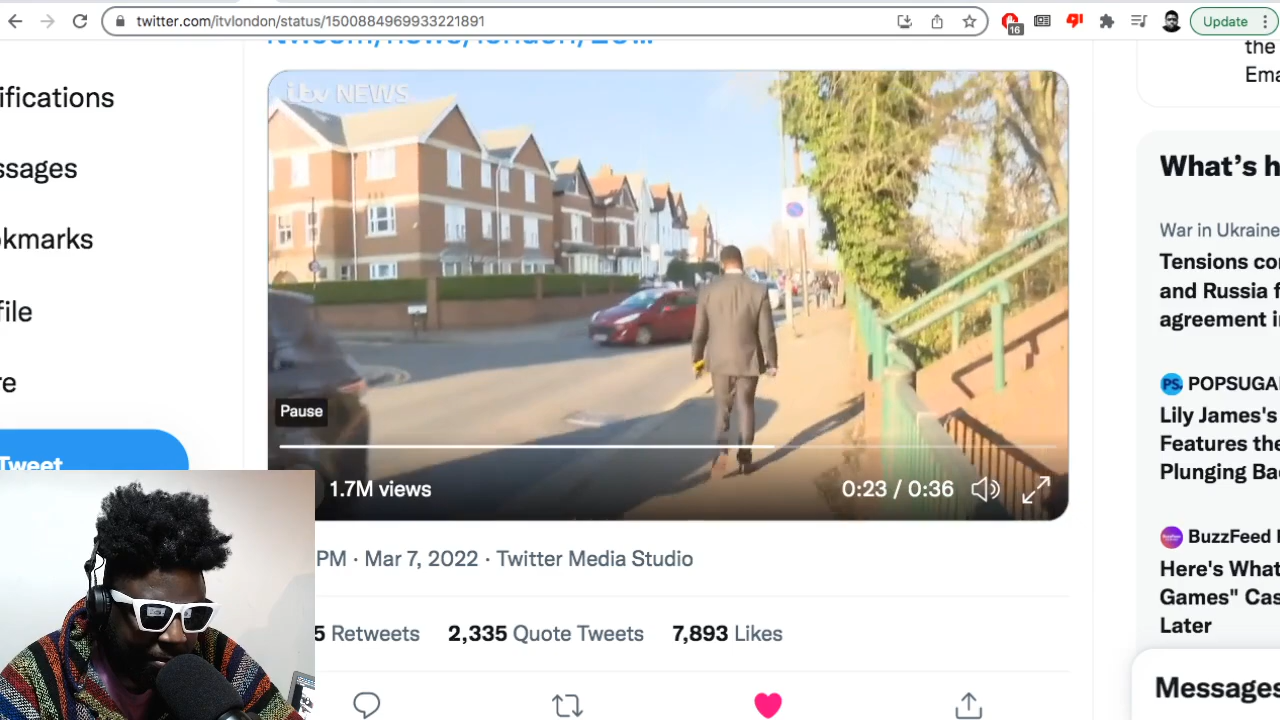 twitter.com/itvlondon/status/1500884969933221891
16
Update
itv NEWS
Pause
1.7M views
0:23 / 0:36
PM · Mar 7, 2022 · Twitter Media Studio
5 Retweets 2,335 Quote Tweets 7,893 Likes
ifications
ssages
okmarks
file
re
Tweet
the
Ema
What's h
War in Ukraine
Tensions co
and Russia f
agreement i
PS. POPSUGA
Lily James's
Features the
Plunging Ba
BuzzFeed
Here's What
Games" Cas
Later
Messages